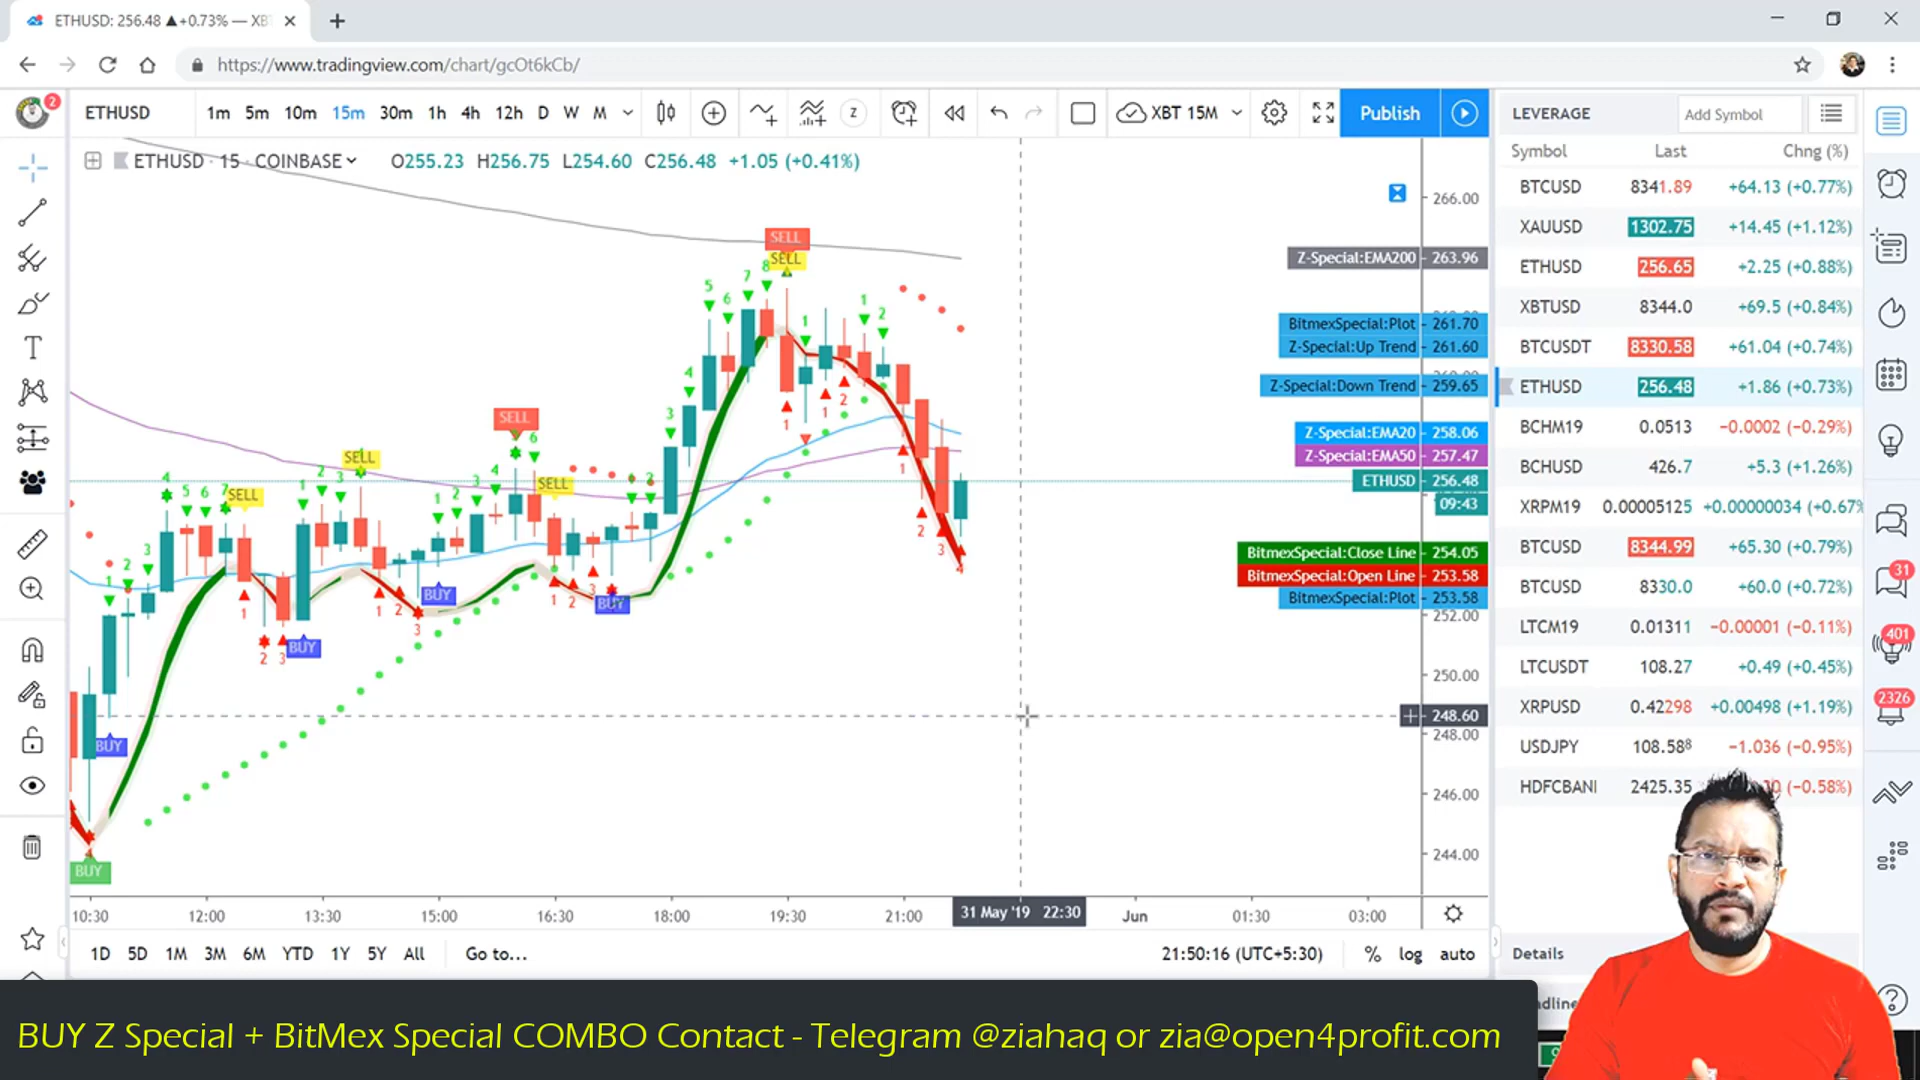 ETHUSD: 256.48 ▲+0.73% — XB
https://www.tradingview.com/chart/gcOt6kCb/
2
ETHUSD 1m 5m 10m 15m 30m 1h 4h 12h D W M Z XBT 15M Publish
LEVERAGE Add Symbol
ETHUSD · 15 · COINBASE O255.23 H256.75 L254.60 C256.48 +1.05 (+0.41%)
Symbol Last Chng (%)
BTCUSD 8341.89 +64.13 (+0.77%)
XAUUSD 1302.75 +14.45 (+1.12%)
ETHUSD 256.65 +2.25 (+0.88%)
XBTUSD 8344.0 +69.5 (+0.84%)
BTCUSDT 8330.58 +61.04 (+0.74%)
ETHUSD 256.48 +1.86 (+0.73%)
BCHM19 0.0513 −0.0002 (−0.29%)
BCHUSD 426.7 +5.3 (+1.26%)
XRPM19 0.00005125 +0.00000034 (+0.67%
BTCUSD 8344.99 +65.30 (+0.79%)
BTCUSD 8330.0 +60.0 (+0.72%)
LTCM19 0.01311 −0.00001 (−0.11%)
LTCUSDT 108.27 +0.49 (+0.45%)
XRPUSD 0.42298 +0.00498 (+1.19%)
USDJPY 108.588 −1.036 (−0.95%)
HDFCBANI 2425.35 (−0.58%)
31
401
2326
266.00
Z-Special:EMA200 263.96
BitmexSpecial:Plot 261.70
Z-Special:Up Trend 261.60
Z-Special:Down Trend 259.65
Z-Special:EMA20 258.06
Z-Special:EMA50 257.47
ETHUSD 256.48
09:43
BitmexSpecial:Close Line 254.05
BitmexSpecial:Open Line 253.58
BitmexSpecial:Plot 253.58
252.00
250.00
248.60
248.00
246.00
244.00
SELL
SELL
SELL
SELL
SELL
SELL
BUY
BUY
BUY
BUY
BUY
10:30 12:00 13:30 15:00 16:30 18:00 19:30 21:00 31 May '19 22:30 Jun 01:30 03:00
1D 5D 1M 3M 6M YTD 1Y 5Y All Go to... 21:50:16 (UTC+5:30) % log auto
Details
BUY Z Special + BitMex Special COMBO Contact - Telegram @ziahaq or zia@open4profit.com